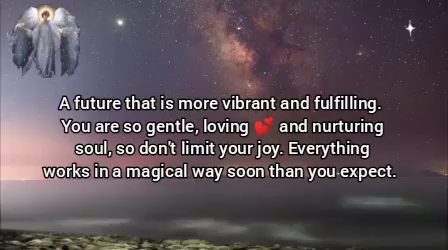 A future that is more vibrant and fulfilling.
You are so gentle, loving 💕 and nurturing
soul, so don't limit your joy. Everything
works in a magical way soon than you expect.